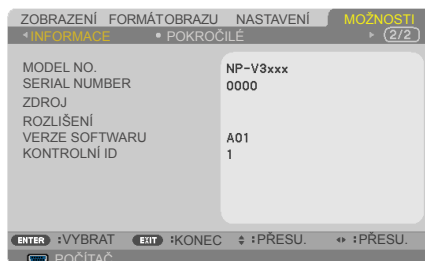 ZOBRAZENÍ FORMÁTOBRAZU NASTAVENÍ MOŽNOSTI
INFORMACE • POKROČILÉ 2/2
MODEL NO. NP-V3xxx
SERIAL NUMBER 0000
ZDROJ
ROZLIŠENÍ
VERZE SOFTWARU A01
KONTROLNÍ ID 1
ENTER :VYBRAT EXIT :KONEC :PŘESU. :PŘESU.
POČÍTAČ